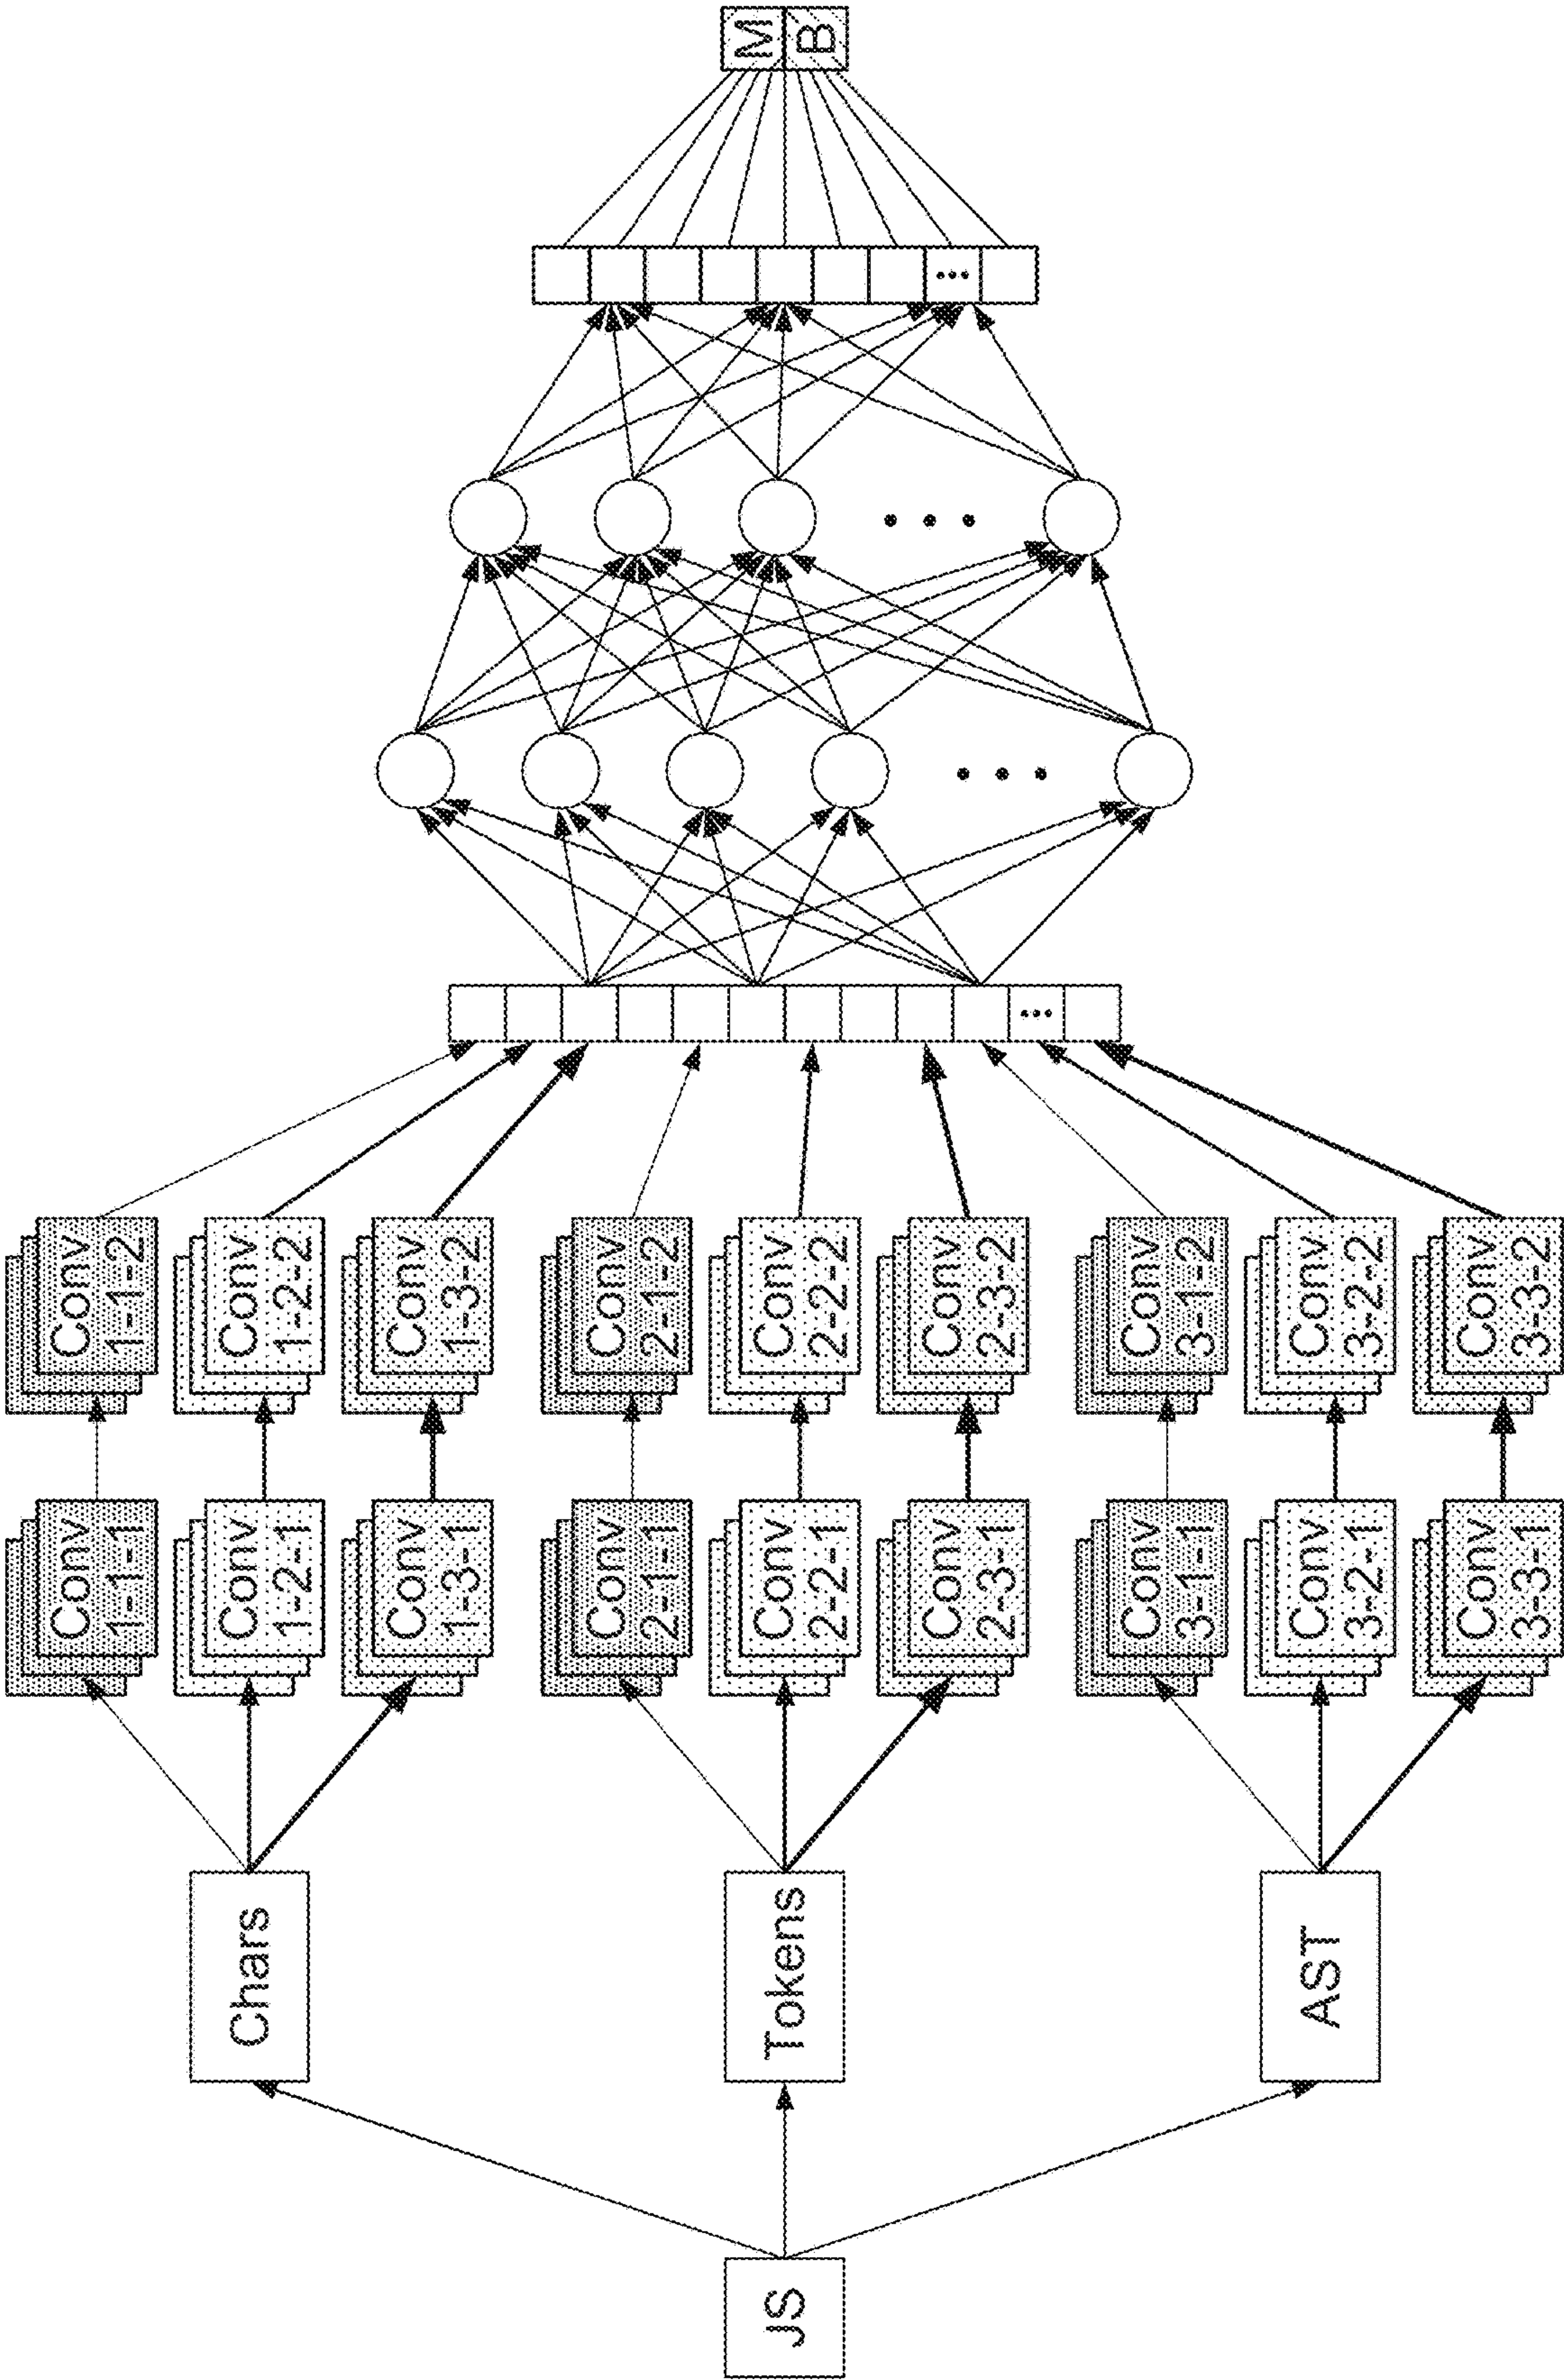 JS
Chars
Tokens
AST
Conv
1-1-1
Conv
1-2-1
Conv
1-3-1
Conv
2-1-1
Conv
2-2-1
Conv
2-3-1
Conv
3-1-1
Conv
3-2-1
Conv
3-3-1
Conv
1-1-2
Conv
1-2-2
Conv
1-3-2
Conv
2-1-2
Conv
2-2-2
Conv
2-3-2
Conv
3-1-2
Conv
3-2-2
Conv
3-3-2
...
...
...
...
M
B